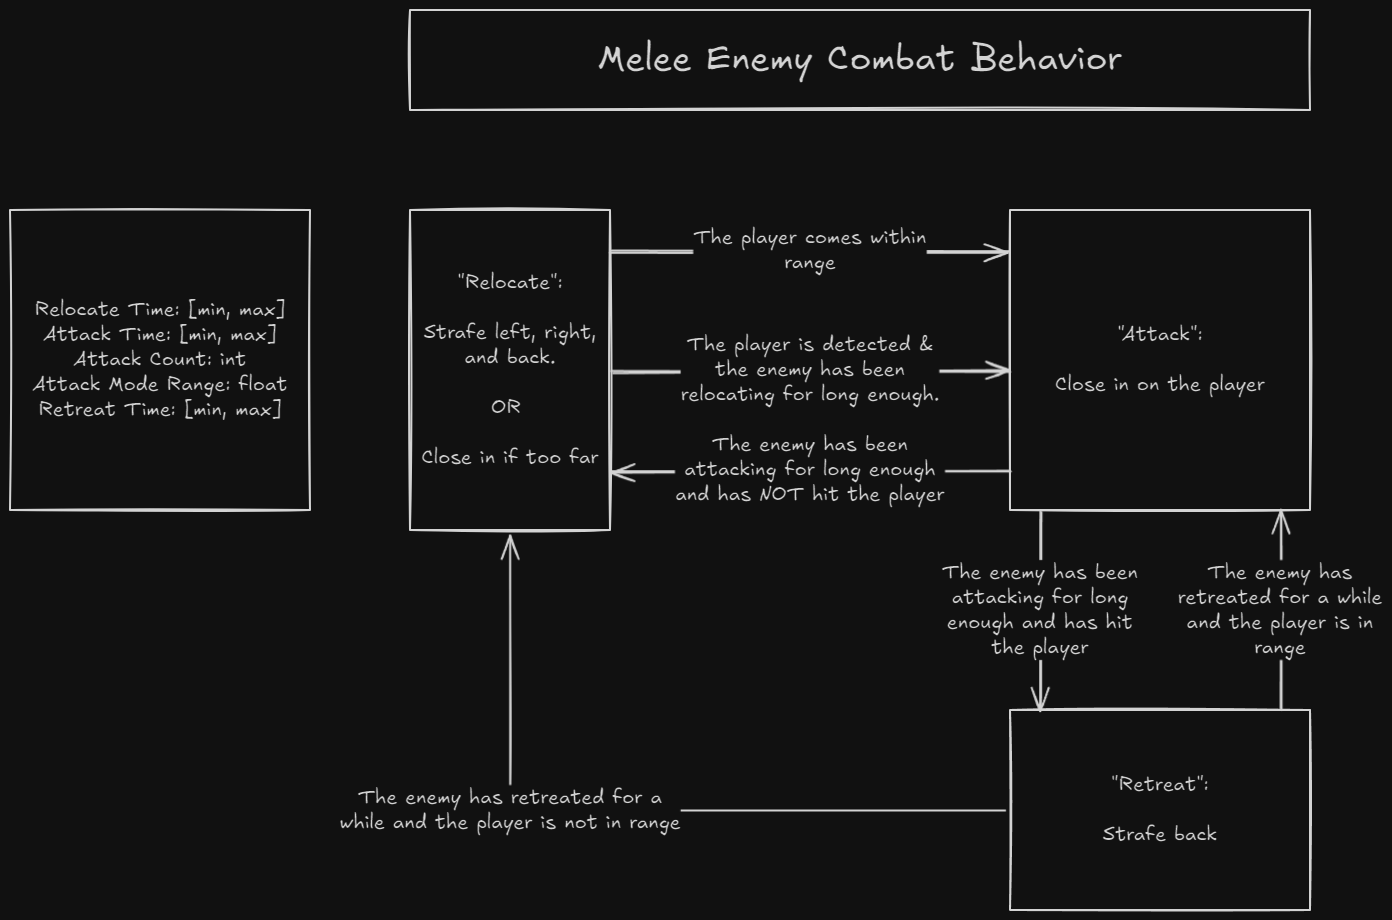 Melee Enemy Combat Behavior
Relocate Time: [min, max]
Attack Time: [min, max]
Attack Count: int
Attack Mode Range: float
Retreat Time: [min, max]
"Relocate":
Strafe left, right,
and back.
OR
Close in if too far
The player comes within
range
The player is detected &
the enemy has been
relocating for long enough.
The enemy has been
attacking for long enough
and has NOT hit the player
"Attack":
Close in on the player
The enemy has been
attacking for long
enough and has hit
the player
The enemy has
retreated for a while
and the player is in
range
The enemy has retreated for a
while and the player is not in range
"Retreat":
Strafe back